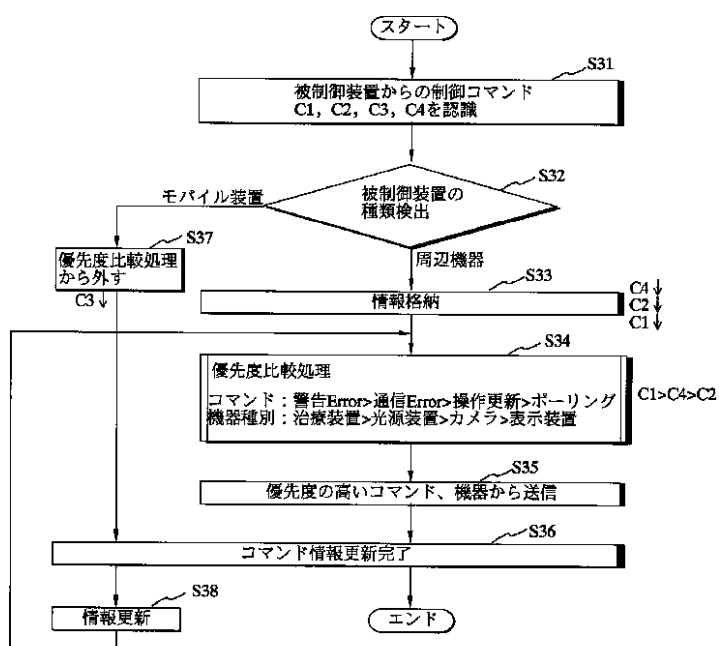 スタート
S31
被制御装置からの制御コマンド
C1, C2, C3, C4を認識
S32
被制御装置の
種類検出
モバイル装置
周辺機器
S37
優先度比較処理
から外す
C3↓
S33
情報格納
C4↓
C2↓
C1↓
S34
優先度比較処理
コマンド：警告Error>通信Error>操作更新>ポーリング
機器種別：治療装置>光源装置>カメラ>表示装置
C1>C4>C2
S35
優先度の高いコマンド、機器から送信
S36
コマンド情報更新完了
S38
情報更新
エンド